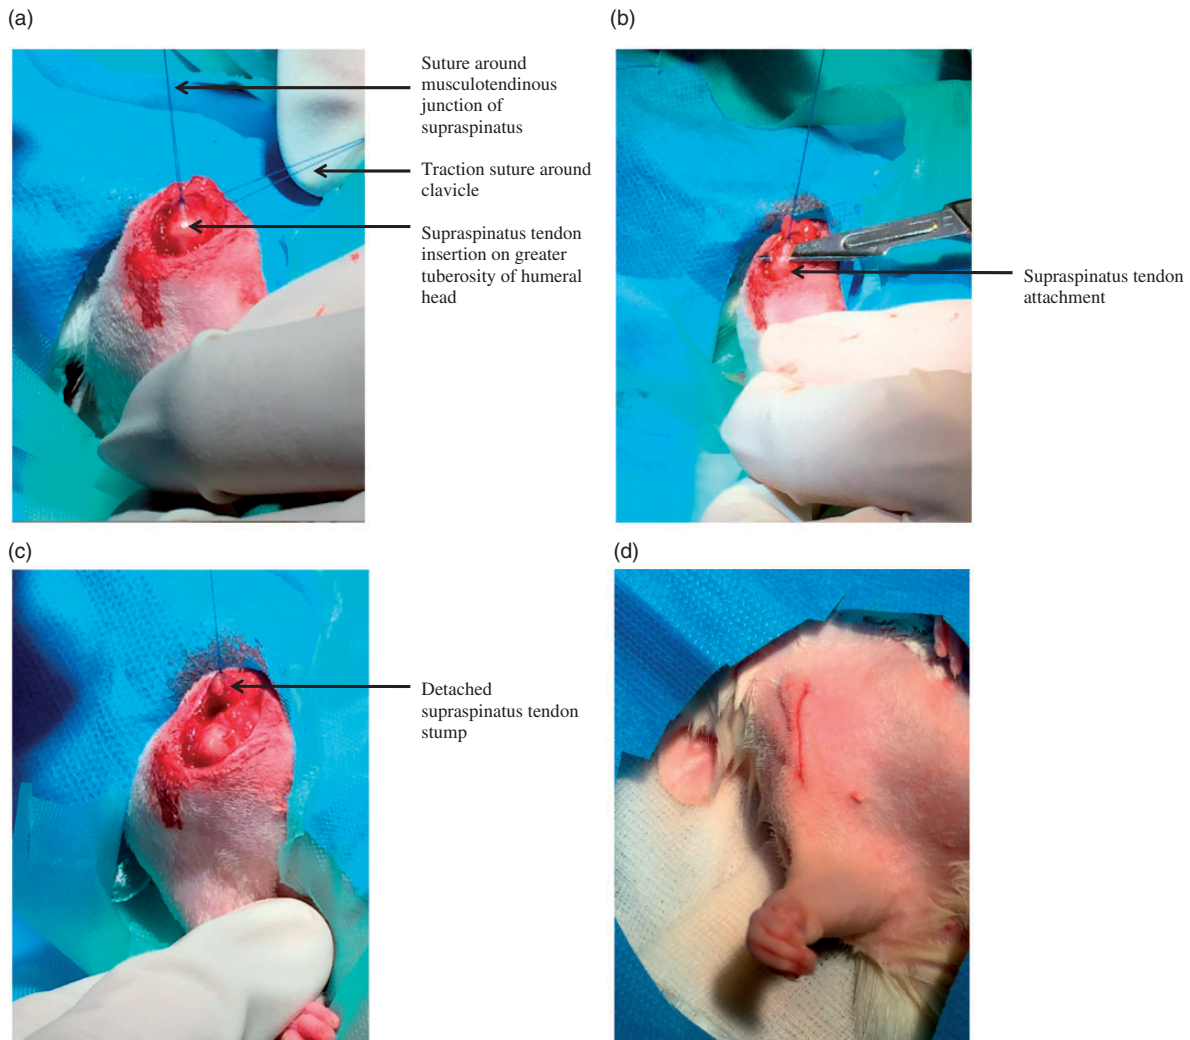 (a)
Suture around
musculotendinous
junction of
supraspinatus
Traction suture around
clavicle
Supraspinatus tendon
insertion on greater
tuberosity of humeral
head
(b)
Supraspinatus tendon
attachment
(c)
Detached
supraspinatus tendon
stump
(d)